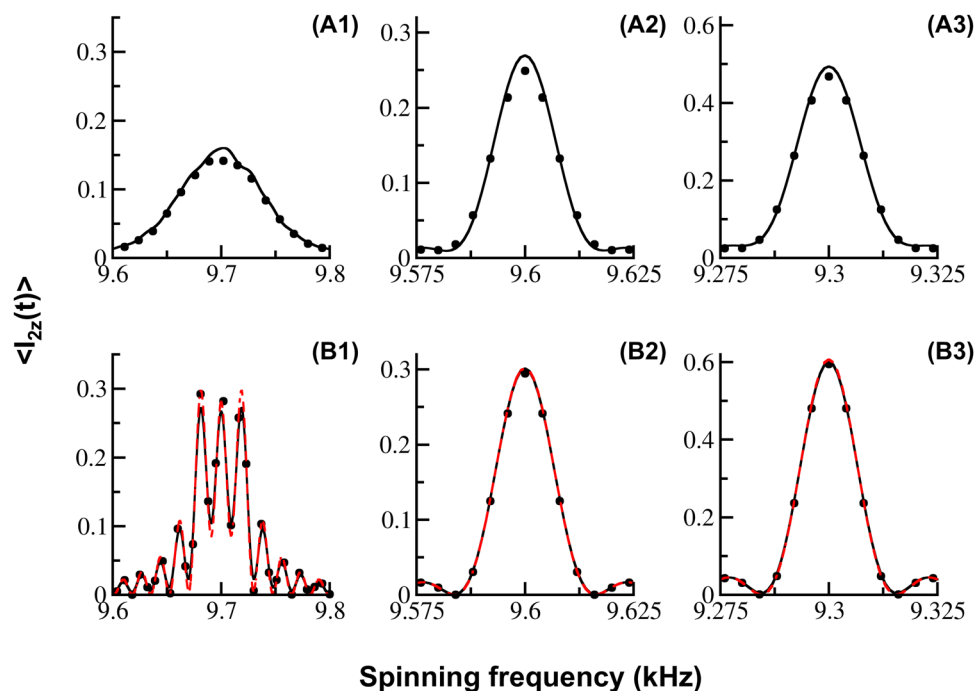 (A1) (A2) (A3)
0.3 0.3 0.6
0.2 0.2 0.4
0.1 0.1 0.2
0 0 0
9.6 9.7 9.8 9.575 9.6 9.625 9.275 9.3 9.325
<I2z(t)>
(B1) (B2) (B3)
0.3 0.3 0.6
0.2 0.2 0.4
0.1 0.1 0.2
0 0 0
9.6 9.7 9.8 9.575 9.6 9.625 9.275 9.3 9.325
Spinning frequency (kHz)